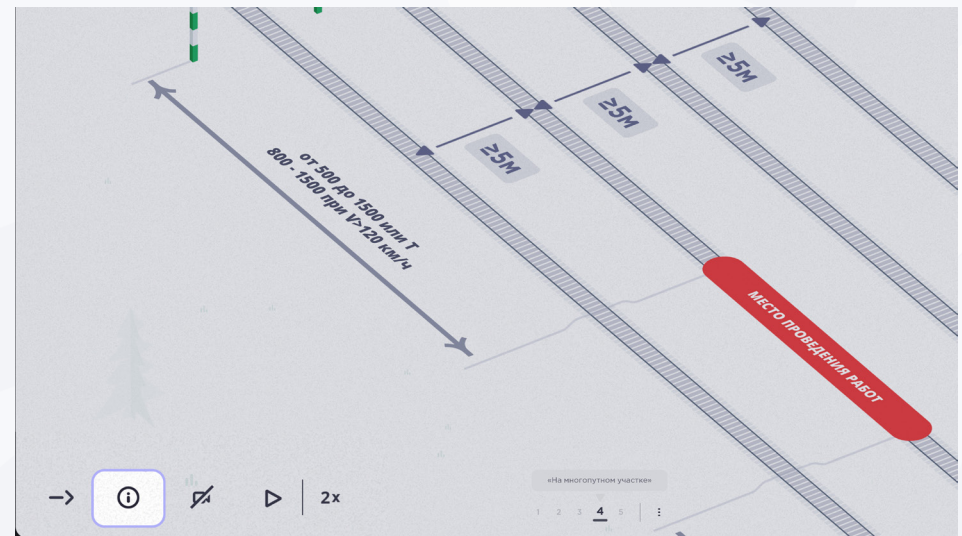 ≥5м
≥5м
≥5м
от 500 до 1500 или Т
800 - 1500 при V>120 км/ч
МЕСТО ПРОВЕДЕНИЯ РАБОТ
«На многопутном участке»
2x
1 2 3 4 5